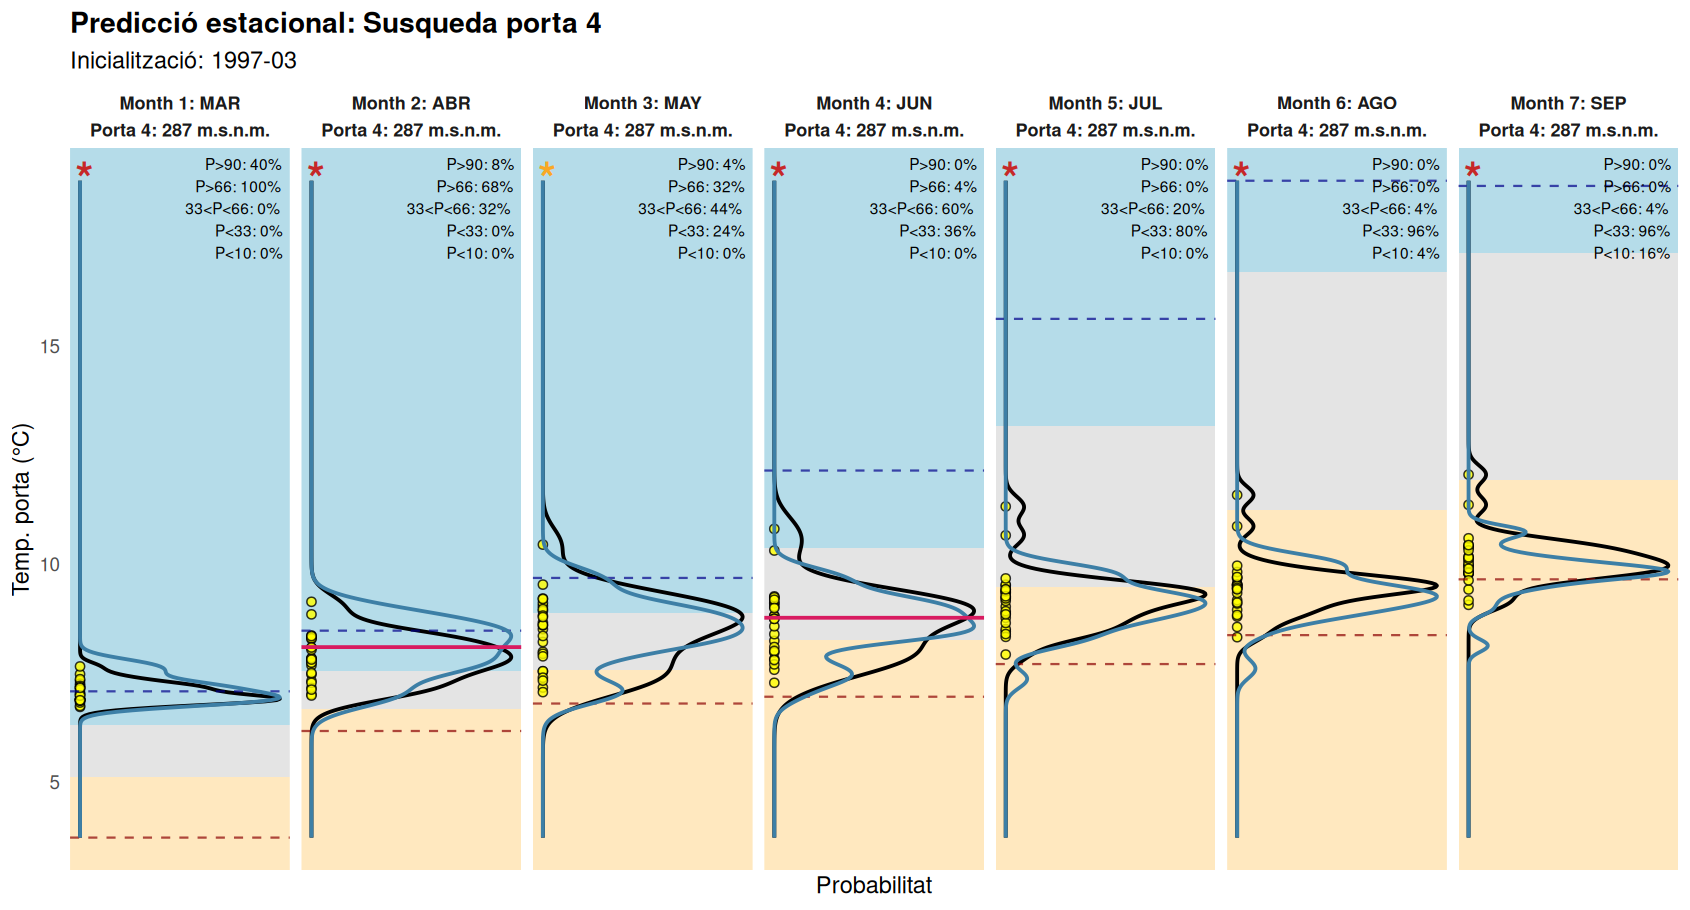 Predicció estacional: Susqueda porta 4
Inicialització: 1997-03
Month 1: MAR
Porta 4: 287 m.s.n.m.
Month 2: ABR
Porta 4: 287 m.s.n.m.
Month 3: MAY
Porta 4: 287 m.s.n.m.
Month 4: JUN
Porta 4: 287 m.s.n.m.
Month 5: JUL
Porta 4: 287 m.s.n.m.
Month 6: AGO
Porta 4: 287 m.s.n.m.
Month 7: SEP
Porta 4: 287 m.s.n.m.
*
P>90: 40%
P>66: 100%
33<P<66: 0%
P<33: 0%
P<10: 0%
*
P>90: 8%
P>66: 68%
33<P<66: 32%
P<33: 0%
P<10: 0%
*
P>90: 4%
P>66: 32%
33<P<66: 44%
P<33: 24%
P<10: 0%
*
P>90: 0%
P>66: 4%
33<P<66: 60%
P<33: 36%
P<10: 0%
*
P>90: 0%
P>66: 0%
33<P<66: 20%
P<33: 80%
P<10: 0%
*
P>90: 0%
P>66: 0%
33<P<66: 4%
P<33: 96%
P<10: 4%
*
P>90: 0%
P>66: 0%
33<P<66: 4%
P<33: 96%
P<10: 16%
15
10
5
Temp. porta (°C)
Probabilitat